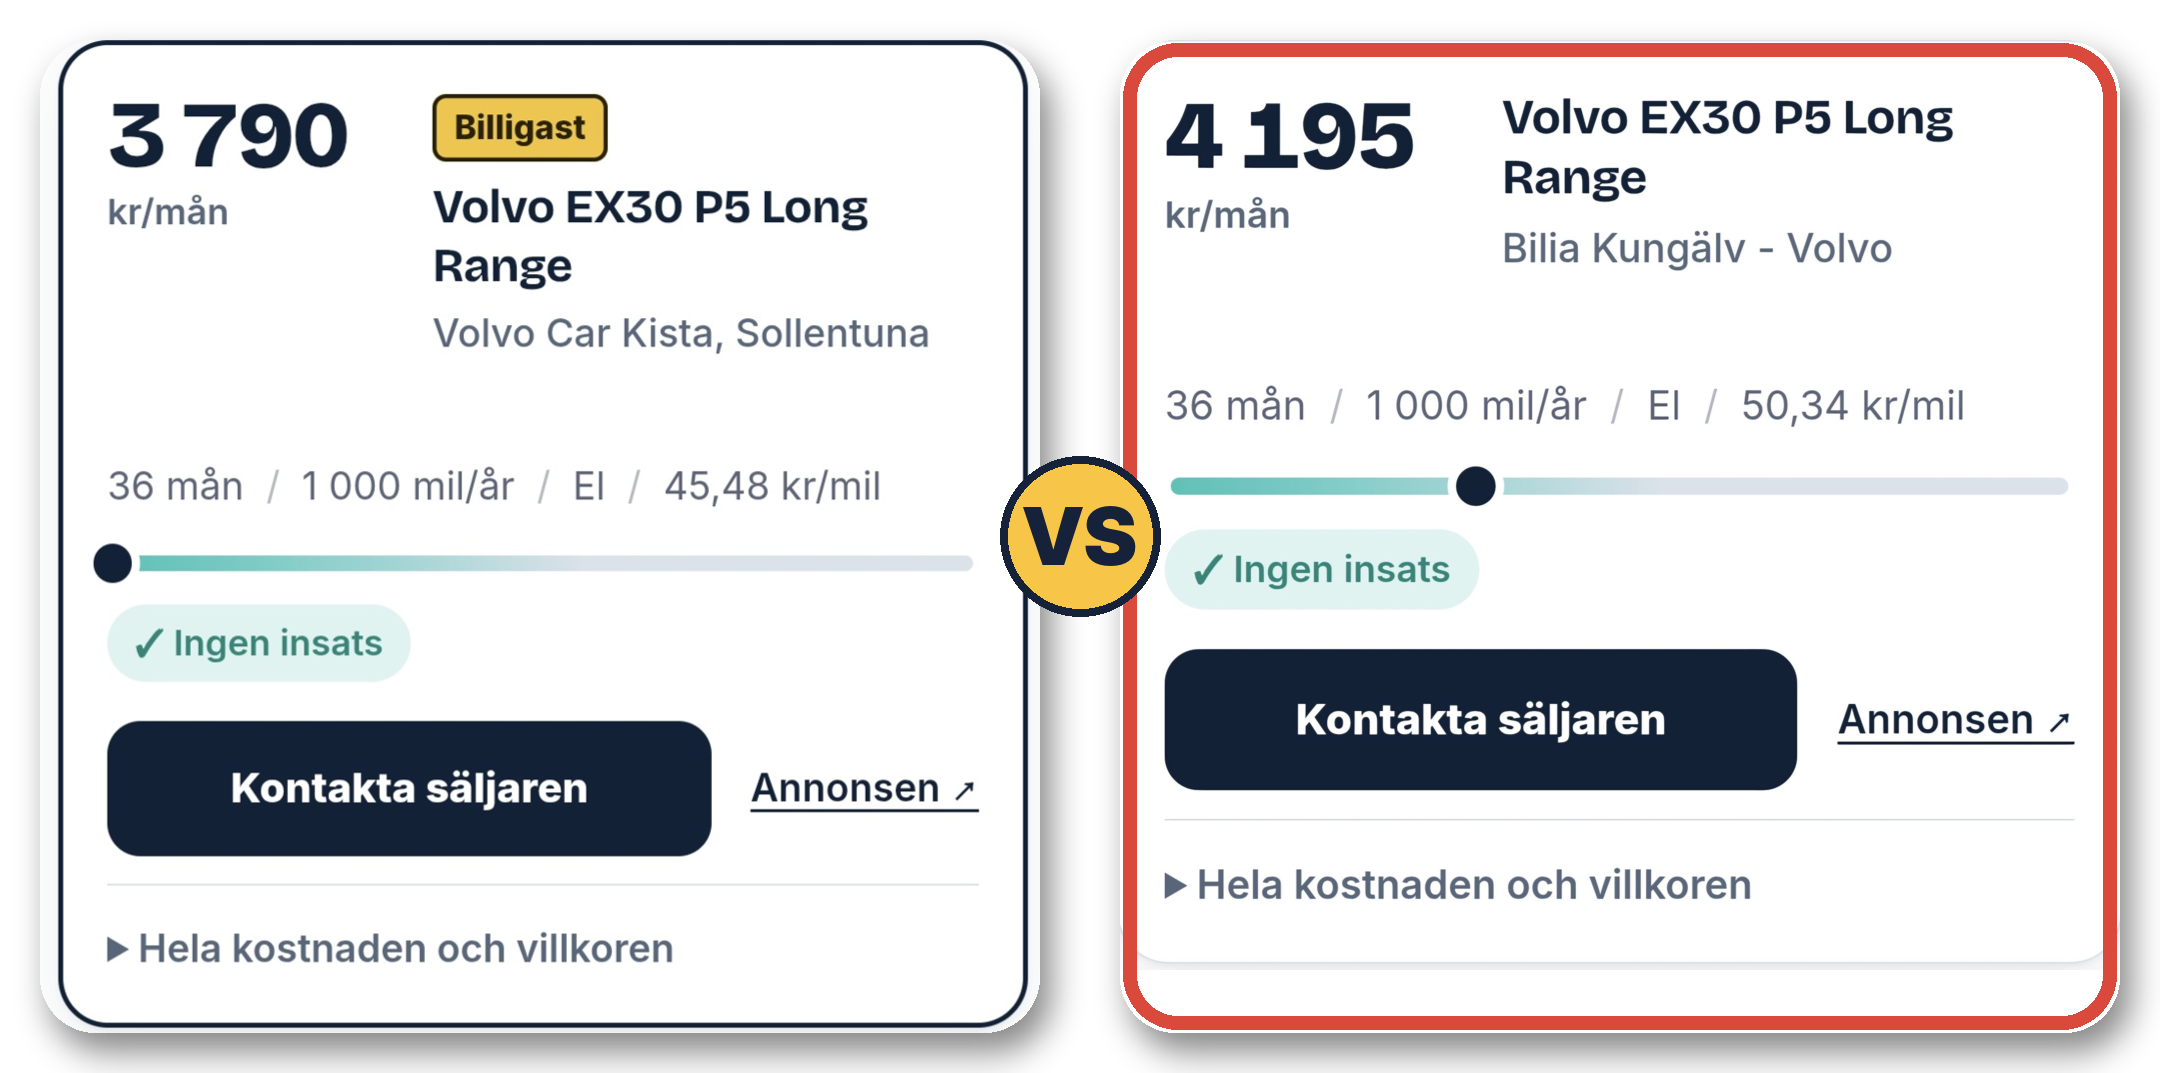 3 790
kr/mån
Billigast
Volvo EX30 P5 Long
Range
Volvo Car Kista, Sollentuna
36 mån / 1 000 mil/år / El / 45,48 kr/mil
✓ Ingen insats
Kontakta säljaren
Annonsen ↗
▶ Hela kostnaden och villkoren
VS
4 195
kr/mån
Volvo EX30 P5 Long
Range
Bilia Kungälv - Volvo
36 mån / 1 000 mil/år / El / 50,34 kr/mil
✓ Ingen insats
Kontakta säljaren
Annonsen ↗
▶ Hela kostnaden och villkoren